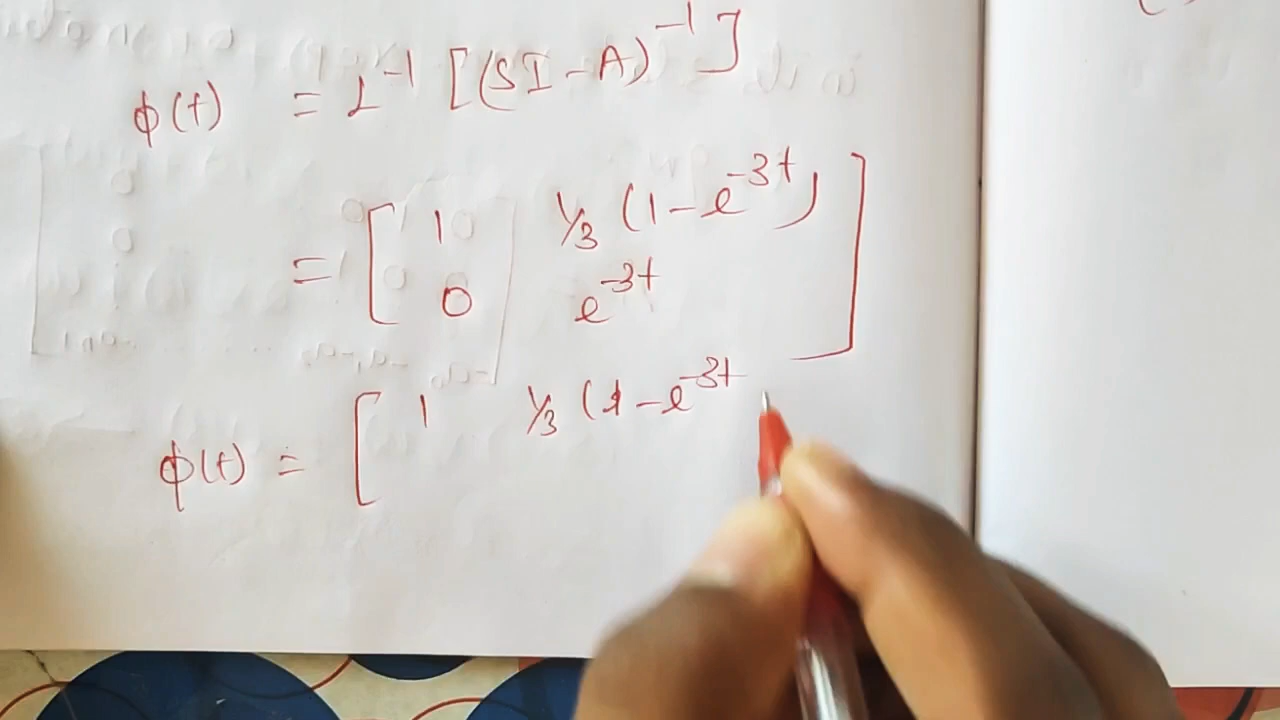 ϕ(t) = L⁻¹ [(SI - A)⁻¹]
= [ 1 1/3 (1 - e⁻³ᵗ) ]
0 e⁻³ᵗ
ϕ(t) = [ 1 1/3 (1 - e⁻³ᵗ